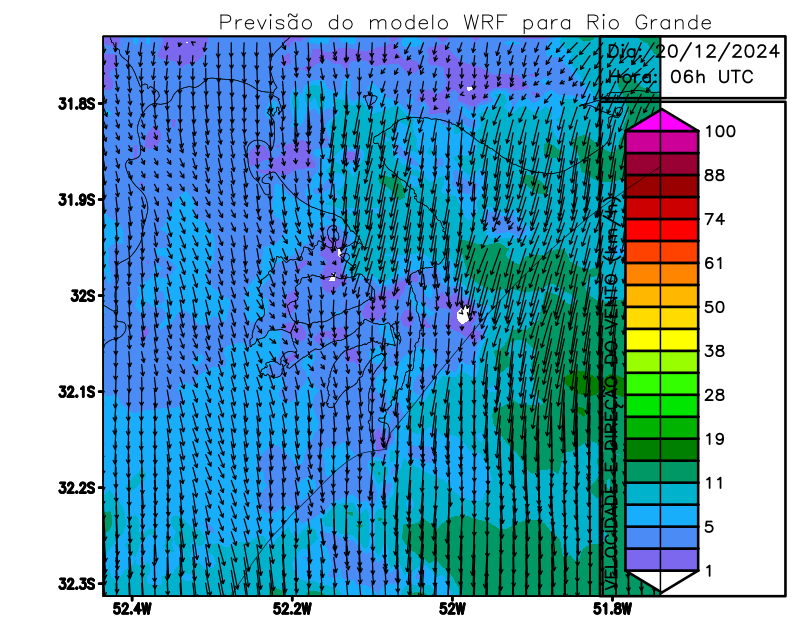 Previsão do modelo WRF para Rio Grande
Dia: 20/12/2024
Hora: 06h UTC
31.8S
31.9S
32S
32.1S
32.2S
32.3S
52.4W
52.2W
52W
51.8W
VELOCIDADE E DIREÇÃO DO VENTO (km/h)
100
88
74
61
50
38
28
19
11
5
1